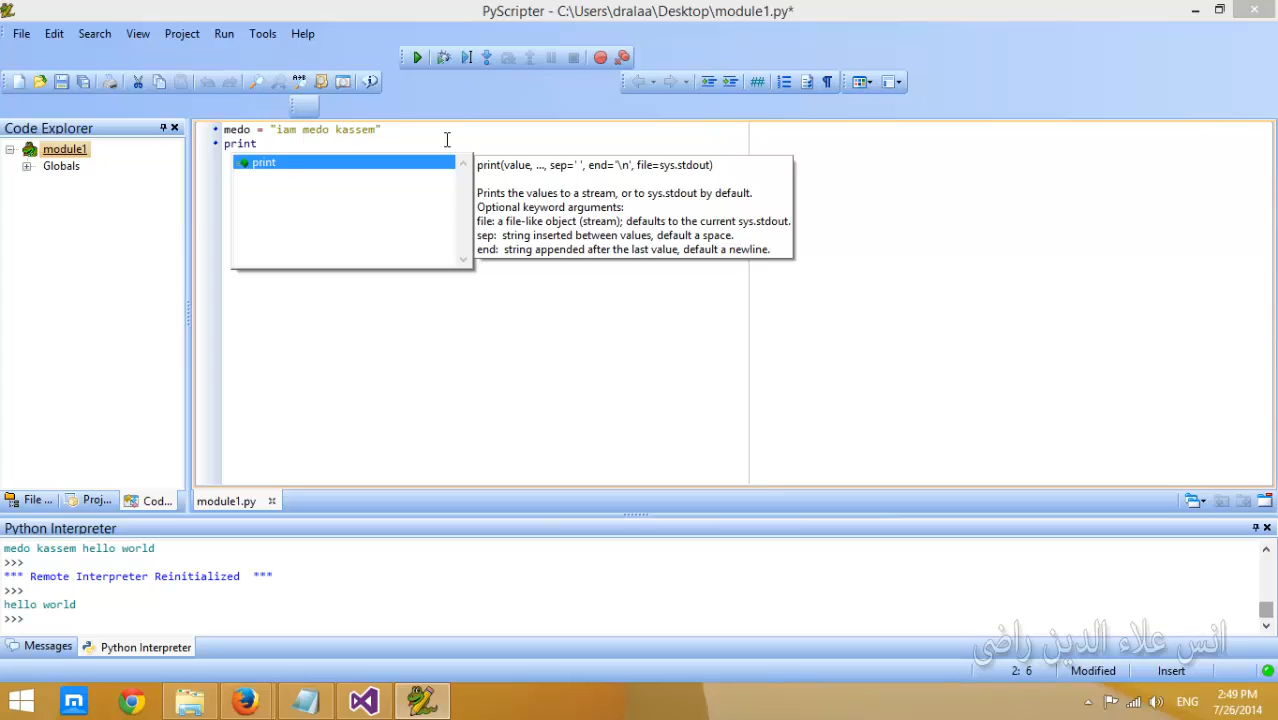 PyScripter - C:\Users\dralaa\Desktop\module1.py*
File Edit Search View Project Run Tools Help
Code Explorer
module1
Globals
medo = "iam medo kassem"
print
print
print(value, ..., sep=' ', end='\n', file=sys.stdout)
Prints the values to a stream, or to sys.stdout by default.
Optional keyword arguments:
file: a file-like object (stream); defaults to the current sys.stdout.
sep: string inserted between values, default a space.
end: string appended after the last value, default a newline.
File ... Proj... Cod...
module1.py
Python Interpreter
medo kassem hello world
>>>
*** Remote Interpreter Reinitialized ***
>>>
hello world
>>>
انس علاء الدين راضى
Messages Python Interpreter
2: 6 Modified Insert
ENG
2:49 PM
7/26/2014